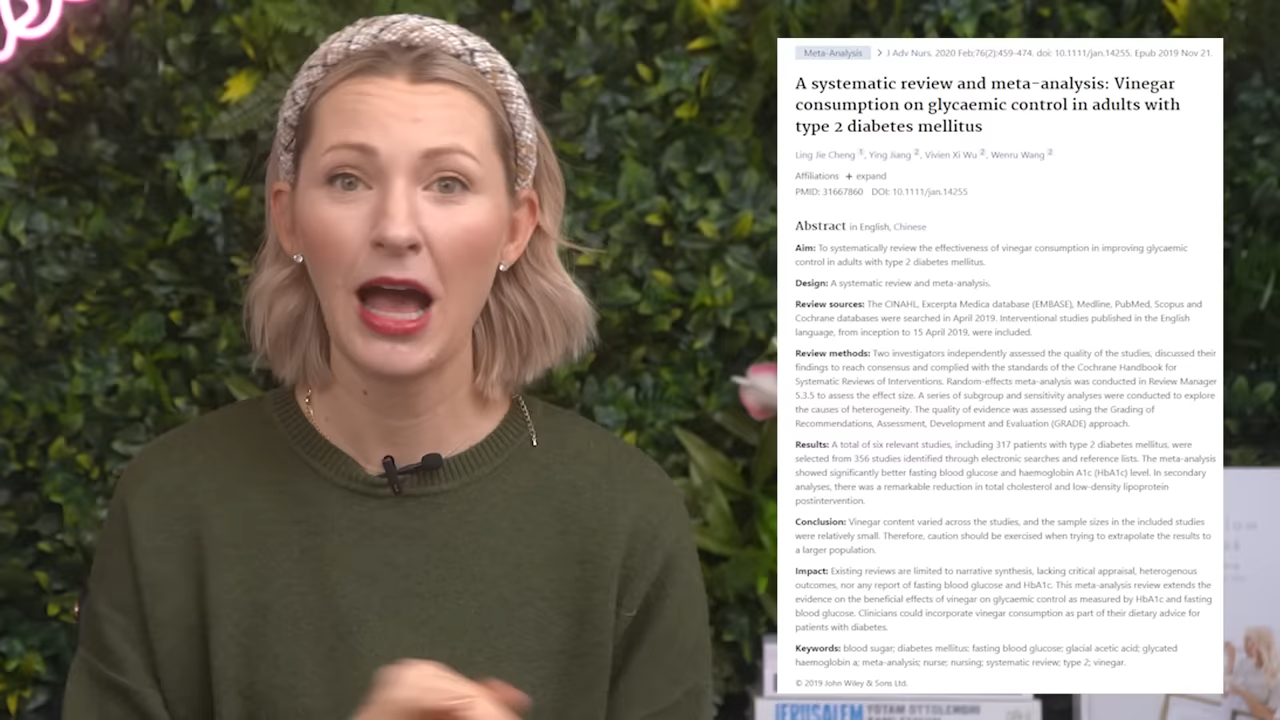 Meta-Analysis > J Adv Nurs. 2020 Feb;76(2):459-474. doi: 10.1111/jan.14255. Epub 2019 Nov 21.
A systematic review and meta-analysis: Vinegar
consumption on glycaemic control in adults with
type 2 diabetes mellitus
Ling Jie Cheng 1, Ying Jiang 2, Vivien Xi Wu 2, Wenru Wang 2
Affiliations + expand
PMID: 31667860 DOI: 10.1111/jan.14255
Abstract in English, Chinese
Aim: To systematically review the effectiveness of vinegar consumption in improving glycaemic
control in adults with type 2 diabetes mellitus.
Design: A systematic review and meta-analysis.
Review sources: The CINAHL, Excerpta Medica database (EMBASE), Medline, PubMed, Scopus and
Cochrane databases were searched in April 2019. Interventional studies published in the English
language, from inception to 15 April 2019, were included.
Review methods: Two investigators independently assessed the quality of the studies, discussed their
findings to reach consensus and complied with the standards of the Cochrane Handbook for
Systematic Reviews of Interventions. Random-effects meta-analysis was conducted in Review Manager
5.3.5 to assess the effect size. A series of subgroup and sensitivity analyses were conducted to explore
the causes of heterogeneity. The quality of evidence was assessed using the Grading of
Recommendations, Assessment, Development and Evaluation (GRADE) approach.
Results: A total of six relevant studies, including 317 patients with type 2 diabetes mellitus, were
selected from 356 studies identified through electronic searches and reference lists. The meta-analysis
showed significantly better fasting blood glucose and haemoglobin A1c (HbA1c) level. In secondary
analyses, there was a remarkable reduction in total cholesterol and low-density lipoprotein
postintervention.
Conclusion: Vinegar content varied across the studies, and the sample sizes in the included studies
were relatively small. Therefore, caution should be exercised when trying to extrapolate the results to
a larger population.
Impact: Existing reviews are limited to narrative synthesis, lacking critical appraisal, heterogenous
outcomes, nor any report of fasting blood glucose and HbA1c. This meta-analysis review extends the
evidence on the beneficial effects of vinegar on glycaemic control as measured by HbA1c and fasting
blood glucose. Clinicians could incorporate vinegar consumption as part of their dietary advice for
patients with diabetes.
Keywords: blood sugar; diabetes mellitus; fasting blood glucose; glacial acetic acid; glycated
haemoglobin a; meta-analysis; nurse; nursing; systematic review; type 2; vinegar.
© 2019 John Wiley & Sons Ltd.
JERUSALEM YOTAM OTTOLENGHI